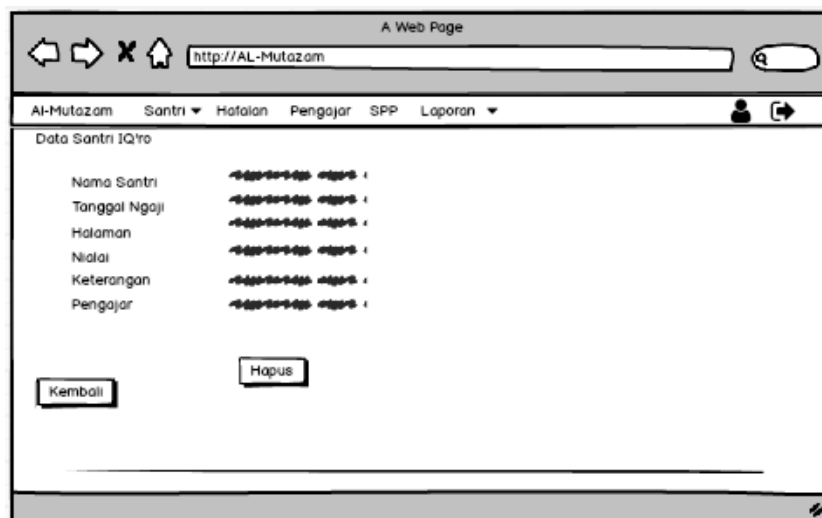 A Web Page
http://AL-Mutazam
Al-Mutazam Santri Hafalan Pengajar SPP Laporan
Data Santri IQ'ro
Nama Santri
Tanggal Ngaji
Halaman
Nialai
Keterangan
Pengajar
Hapus
Kembali